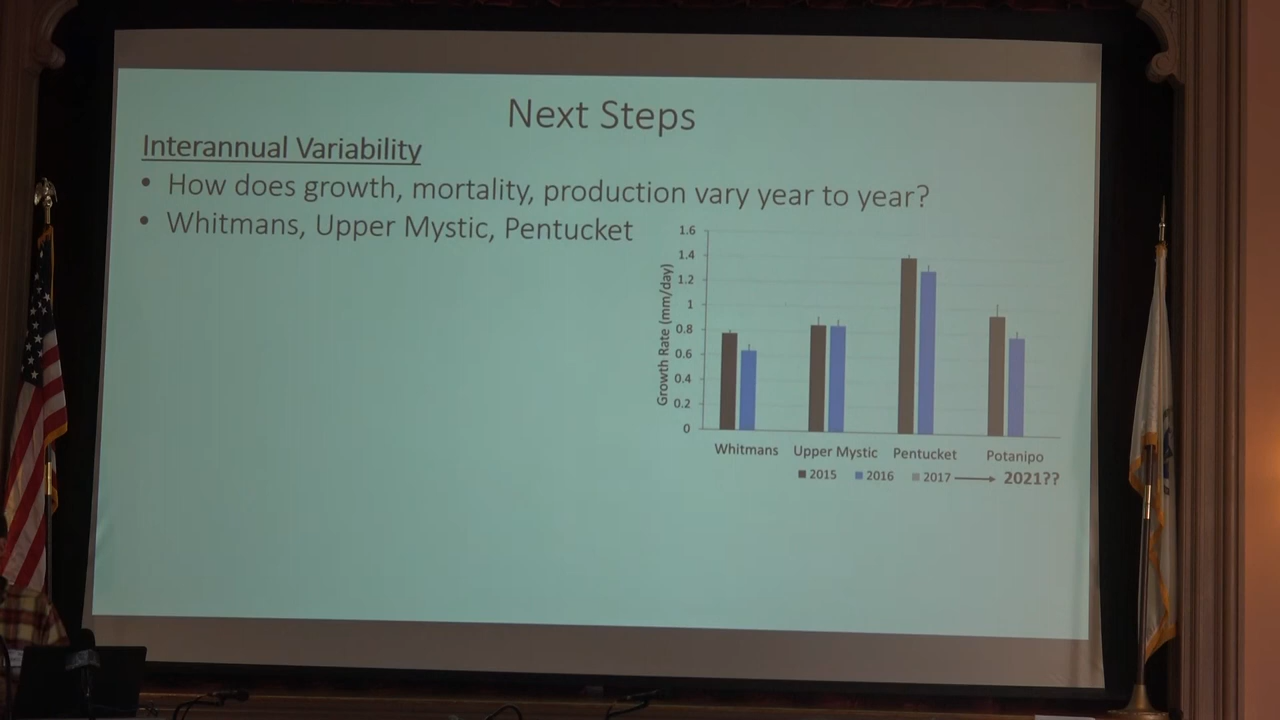 Next Steps
Interannual Variability
• How does growth, mortality, production vary year to year?
• Whitmans, Upper Mystic, Pentucket
Growth Rate (mm/day)
1.6
1.4
1.2
1
0.8
0.6
0.4
0.2
0
Whitmans Upper Mystic Pentucket Potanipo
2015 2016 2017 2021??